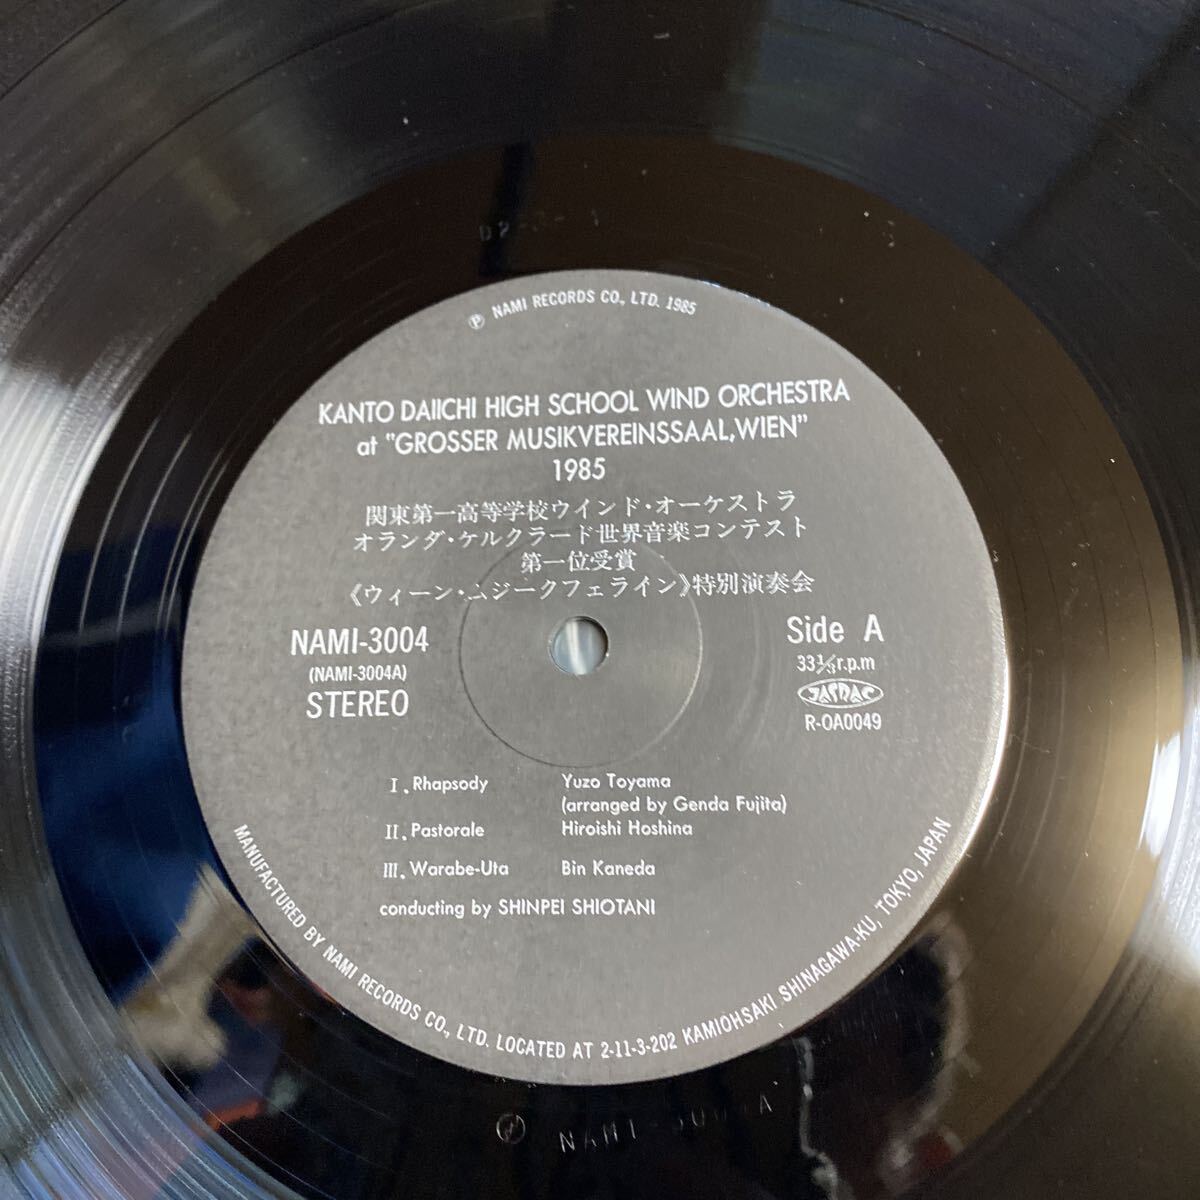 ℗ NAMI RECORDS CO., LTD. 1985
KANTO DAIICHI HIGH SCHOOL WIND ORCHESTRA
at "GROSSER MUSIKVEREINSSAAL,WIEN"
1985
関東第一高等学校ウインド・オーケストラ
オランダ・ケルクラード世界音楽コンテスト
第一位受賞
《ウィーン・ムジークフェライン》特別演奏会
NAMI-3004
(NAMI-3004A)
STEREO
Side A
33⅓r.p.m
JASRAC
R-OA0049
I. Rhapsody Yuzo Toyama
(arranged by Genda Fujita)
II. Pastorale Hiroishi Hoshina
III. Warabe-Uta Bin Kaneda
conducting by SHINPEI SHIOTANI
MANUFACTURED BY NAMI RECORDS CO., LTD. LOCATED AT 2-11-3-202 KAMIOHSAKI SHINAGAWA-KU, TOKYO, JAPAN